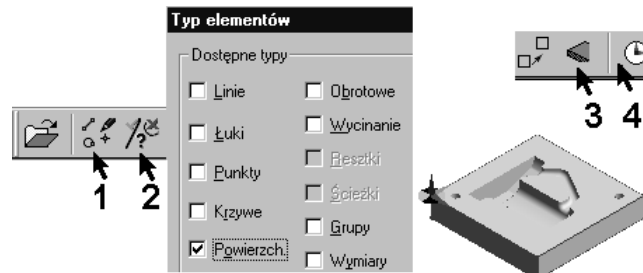 Typ elementów
Dostępne typy
Linie
Obrotowe
Łuki
Wycinanie
Punkty
Resztki
Krzywe
Ścieżki
Powierzch.
Grupy
Wymiary
1
2
3
4